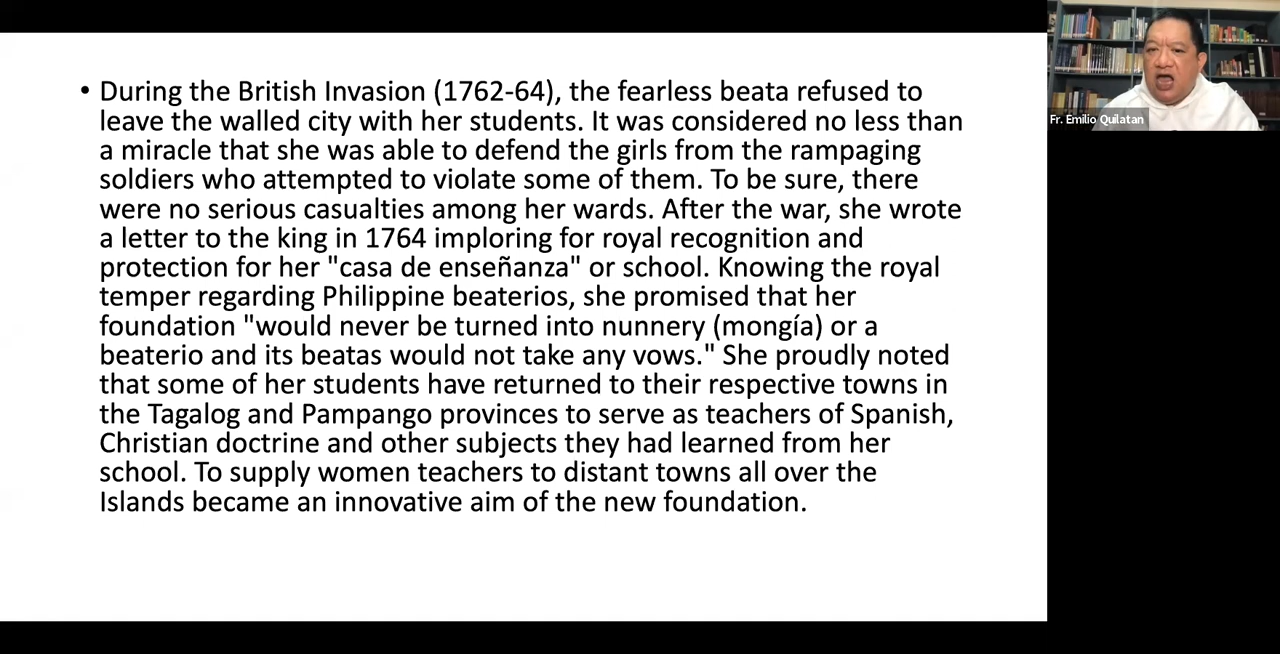 • During the British Invasion (1762-64), the fearless beata refused to
leave the walled city with her students. It was considered no less than
a miracle that she was able to defend the girls from the rampaging
soldiers who attempted to violate some of them. To be sure, there
were no serious casualties among her wards. After the war, she wrote
a letter to the king in 1764 imploring for royal recognition and
protection for her "casa de enseñanza" or school. Knowing the royal
temper regarding Philippine beaterios, she promised that her
foundation "would never be turned into nunnery (mongía) or a
beaterio and its beatas would not take any vows." She proudly noted
that some of her students have returned to their respective towns in
the Tagalog and Pampango provinces to serve as teachers of Spanish,
Christian doctrine and other subjects they had learned from her
school. To supply women teachers to distant towns all over the
Islands became an innovative aim of the new foundation.
Fr. Emilio Quilatan